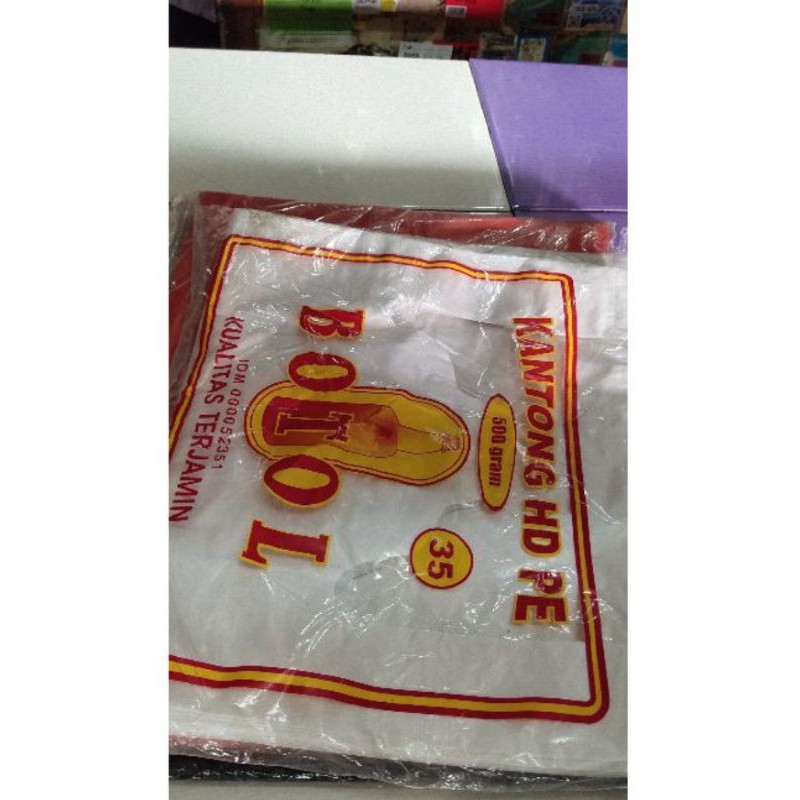 KANTONG HD PE
500 gram
BOTOL
35
IDM 000052351
KUALITAS TERJAMIN